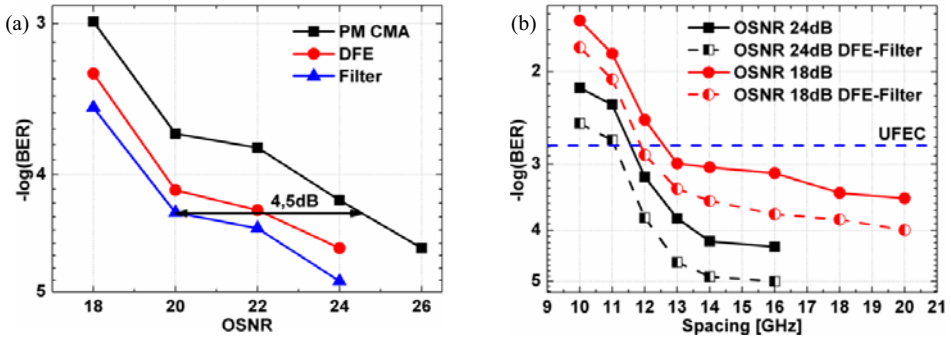 (a)
3
4
5
-log(BER)
PM CMA
DFE
Filter
4,5dB
18 20 22 24 26
OSNR
(b)
2
3
4
5
-log(BER)
OSNR 24dB
OSNR 24dB DFE-Filter
OSNR 18dB
OSNR 18dB DFE-Filter
UFEC
9 10 11 12 13 14 15 16 17 18 19 20 21
Spacing [GHz]